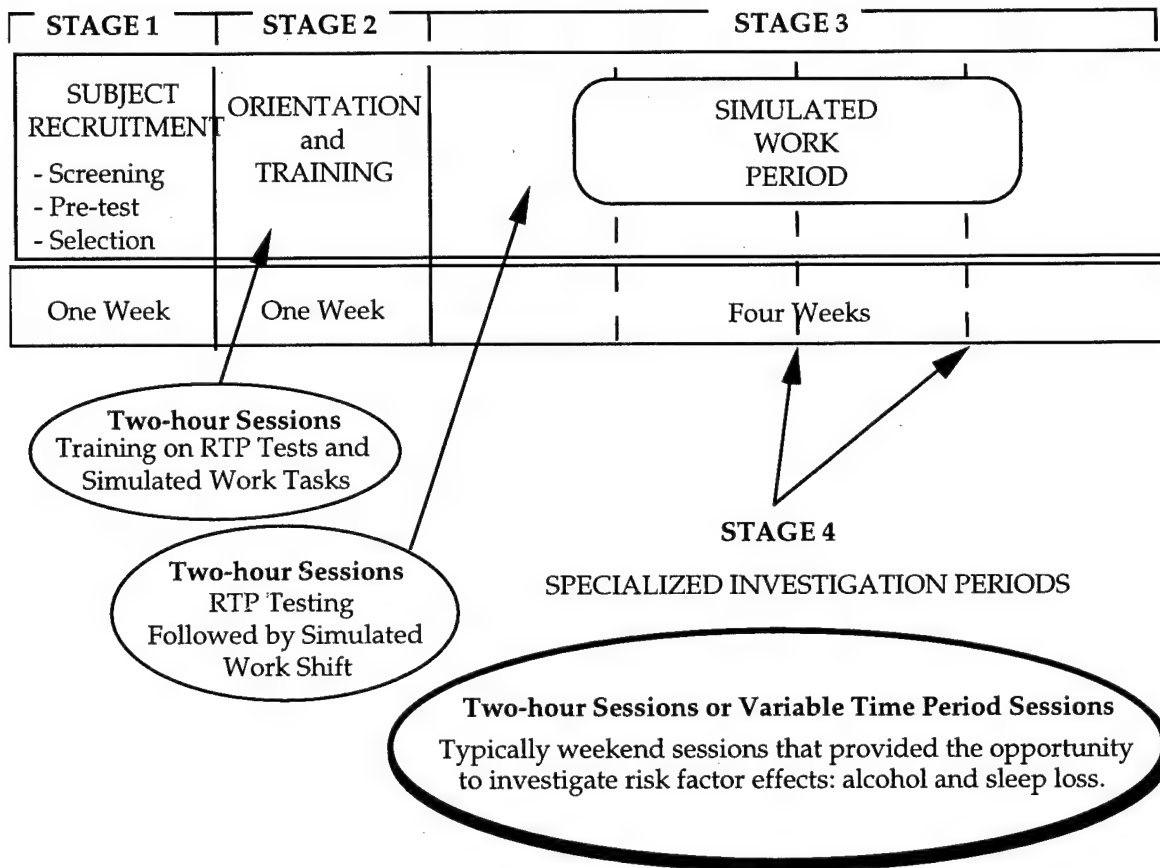 STAGE 1
STAGE 2
STAGE 3
SUBJECT
RECRUITMENT
- Screening
- Pre-test
- Selection
ORIENTATION
and
TRAINING
SIMULATED
WORK
PERIOD
One Week
One Week
Four Weeks
Two-hour Sessions
Training on RTP Tests and
Simulated Work Tasks
Two-hour Sessions
RTP Testing
Followed by Simulated
Work Shift
STAGE 4
SPECIALIZED INVESTIGATION PERIODS
Two-hour Sessions or Variable Time Period Sessions
Typically weekend sessions that provided the opportunity
to investigate risk factor effects: alcohol and sleep loss.